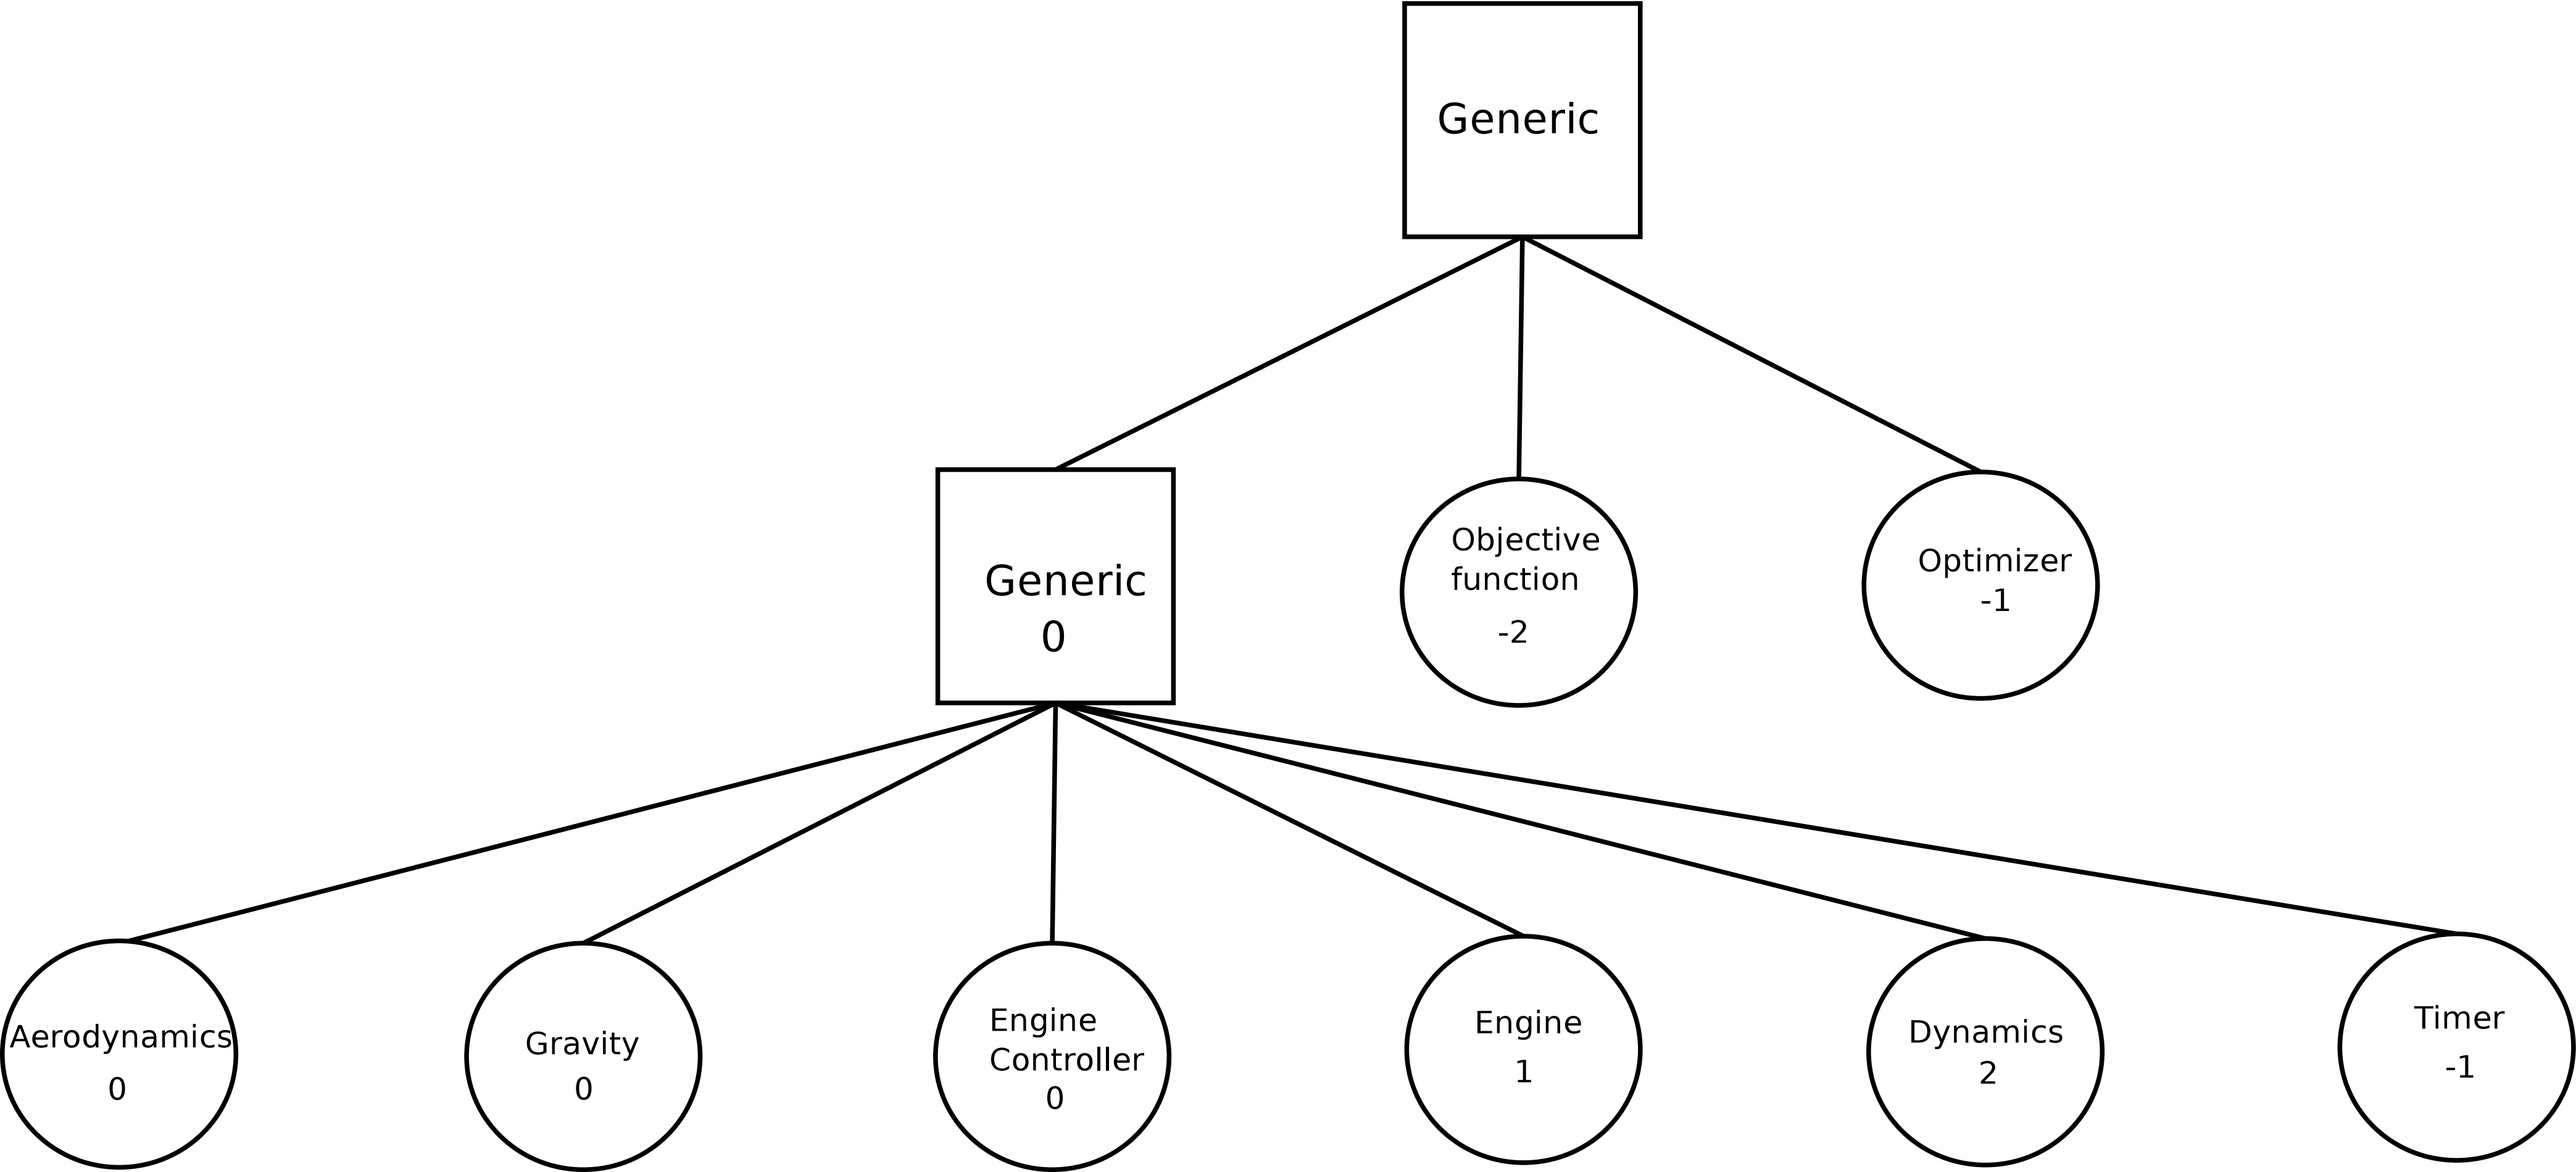 Generic
Generic
0
Objective
function
-2
Optimizer
-1
Aerodynamics
0
Gravity
0
Engine
Controller
0
Engine
1
Dynamics
2
Timer
-1